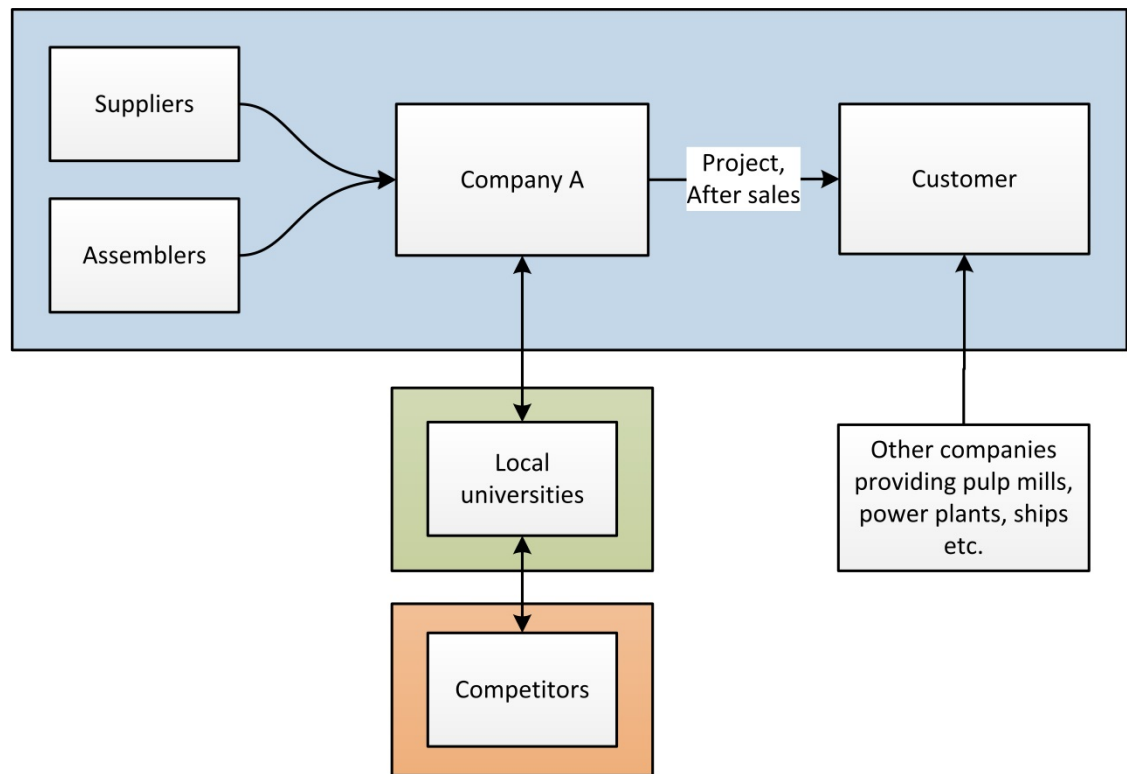 Suppliers
Assemblers
Company A
Project,
After sales
Customer
Local
universities
Other companies
providing pulp mills,
power plants, ships
etc.
Competitors